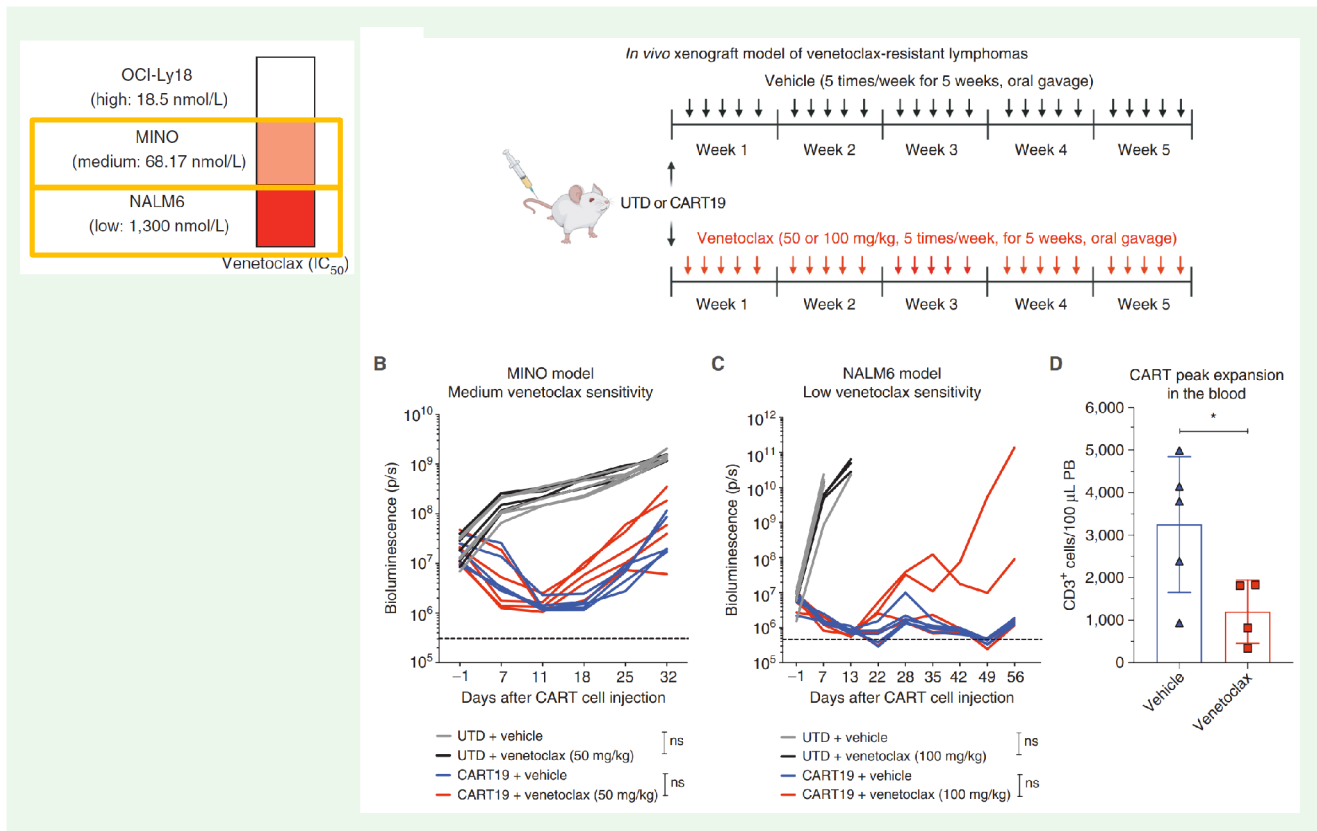 OCI-Ly18
(high: 18.5 nmol/L)
MINO
(medium: 68.17 nmol/L)
NALM6
(low: 1,300 nmol/L)
Venetoclax (IC50)
In vivo xenograft model of venetoclax-resistant lymphomas
Vehicle (5 times/week for 5 weeks, oral gavage)
Week 1 Week 2 Week 3 Week 4 Week 5
UTD or CART19
Venetoclax (50 or 100 mg/kg, 5 times/week, for 5 weeks, oral gavage)
Week 1 Week 2 Week 3 Week 4 Week 5
B
MINO model
Medium venetoclax sensitivity
Bioluminescence (p/s)
10^10
10^9
10^8
10^7
10^6
10^5
−1 7 11 18 25 32
Days after CART cell injection
UTD + vehicle
UTD + venetoclax (50 mg/kg)
ns
CART19 + vehicle
CART19 + venetoclax (50 mg/kg)
ns
C
NALM6 model
Low venetoclax sensitivity
Bioluminescence (p/s)
10^12
10^11
10^10
10^9
10^8
10^7
10^6
10^5
−1 7 13 22 28 35 42 49 56
Days after CART cell injection
UTD + vehicle
UTD + venetoclax (100 mg/kg)
ns
CART19 + vehicle
CART19 + venetoclax (100 mg/kg)
ns
D
CART peak expansion
in the blood
CD3+ cells/100 μL PB
6,000
5,000
4,000
3,000
2,000
1,000
0
*
Vehicle
Venetoclax